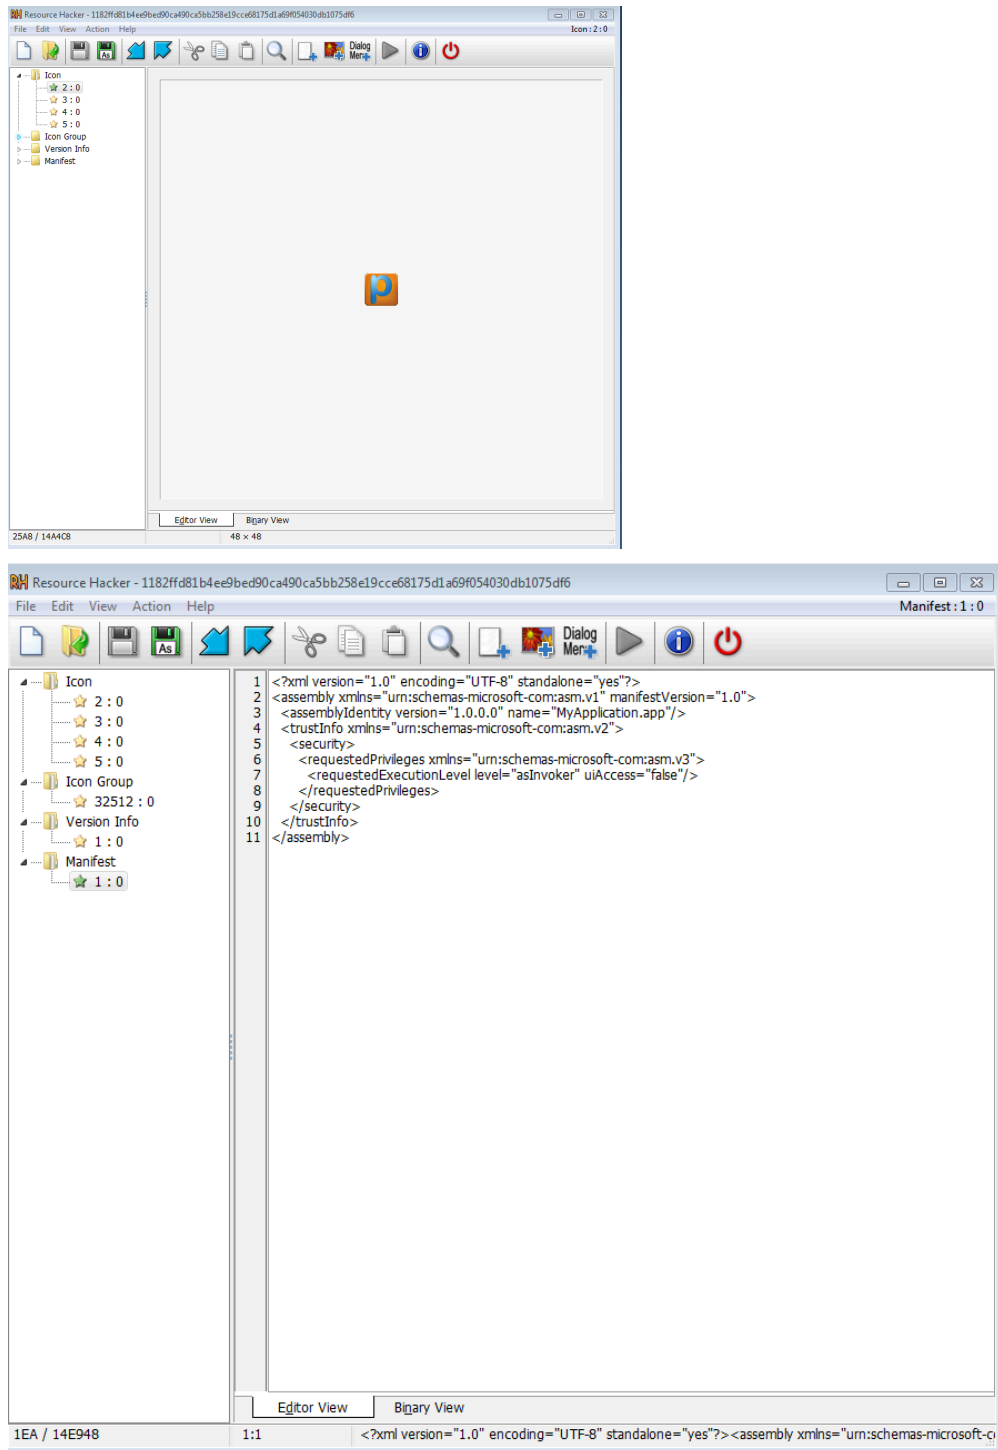 Resource Hacker - 1182ffd81b4ee9bed90ca490ca5bb258e19cce68175d1a69f054030db1075df6
File Edit View Action Help
Icon : 2 : 0
As
Dialog
Menu
Icon
2 : 0
3 : 0
4 : 0
5 : 0
Icon Group
Version Info
Manifest
p
Editor View Binary View
25A8 / 14A4C8
48 × 48
RH Resource Hacker - 1182ffd81b4ee9bed90ca490ca5bb258e19cce68175d1a69f054030db1075df6
File Edit View Action Help
Manifest : 1 : 0
As
Dialog
Menu
Icon
2 : 0
3 : 0
4 : 0
5 : 0
Icon Group
32512 : 0
Version Info
1 : 0
Manifest
1 : 0
1 <?xml version="1.0" encoding="UTF-8" standalone="yes"?>
2 <assembly xmlns="urn:schemas-microsoft-com:asm.v1" manifestVersion="1.0">
3 <assemblyIdentity version="1.0.0.0" name="MyApplication.app"/>
4 <trustInfo xmlns="urn:schemas-microsoft-com:asm.v2">
5 <security>
6 <requestedPrivileges xmlns="urn:schemas-microsoft-com:asm.v3">
7 <requestedExecutionLevel level="asInvoker" uiAccess="false"/>
8 </requestedPrivileges>
9 </security>
10 </trustInfo>
11 </assembly>
Editor View Binary View
1EA / 14E948
1:1
<?xml version="1.0" encoding="UTF-8" standalone="yes"?><assembly xmlns="urn:schemas-microsoft-c